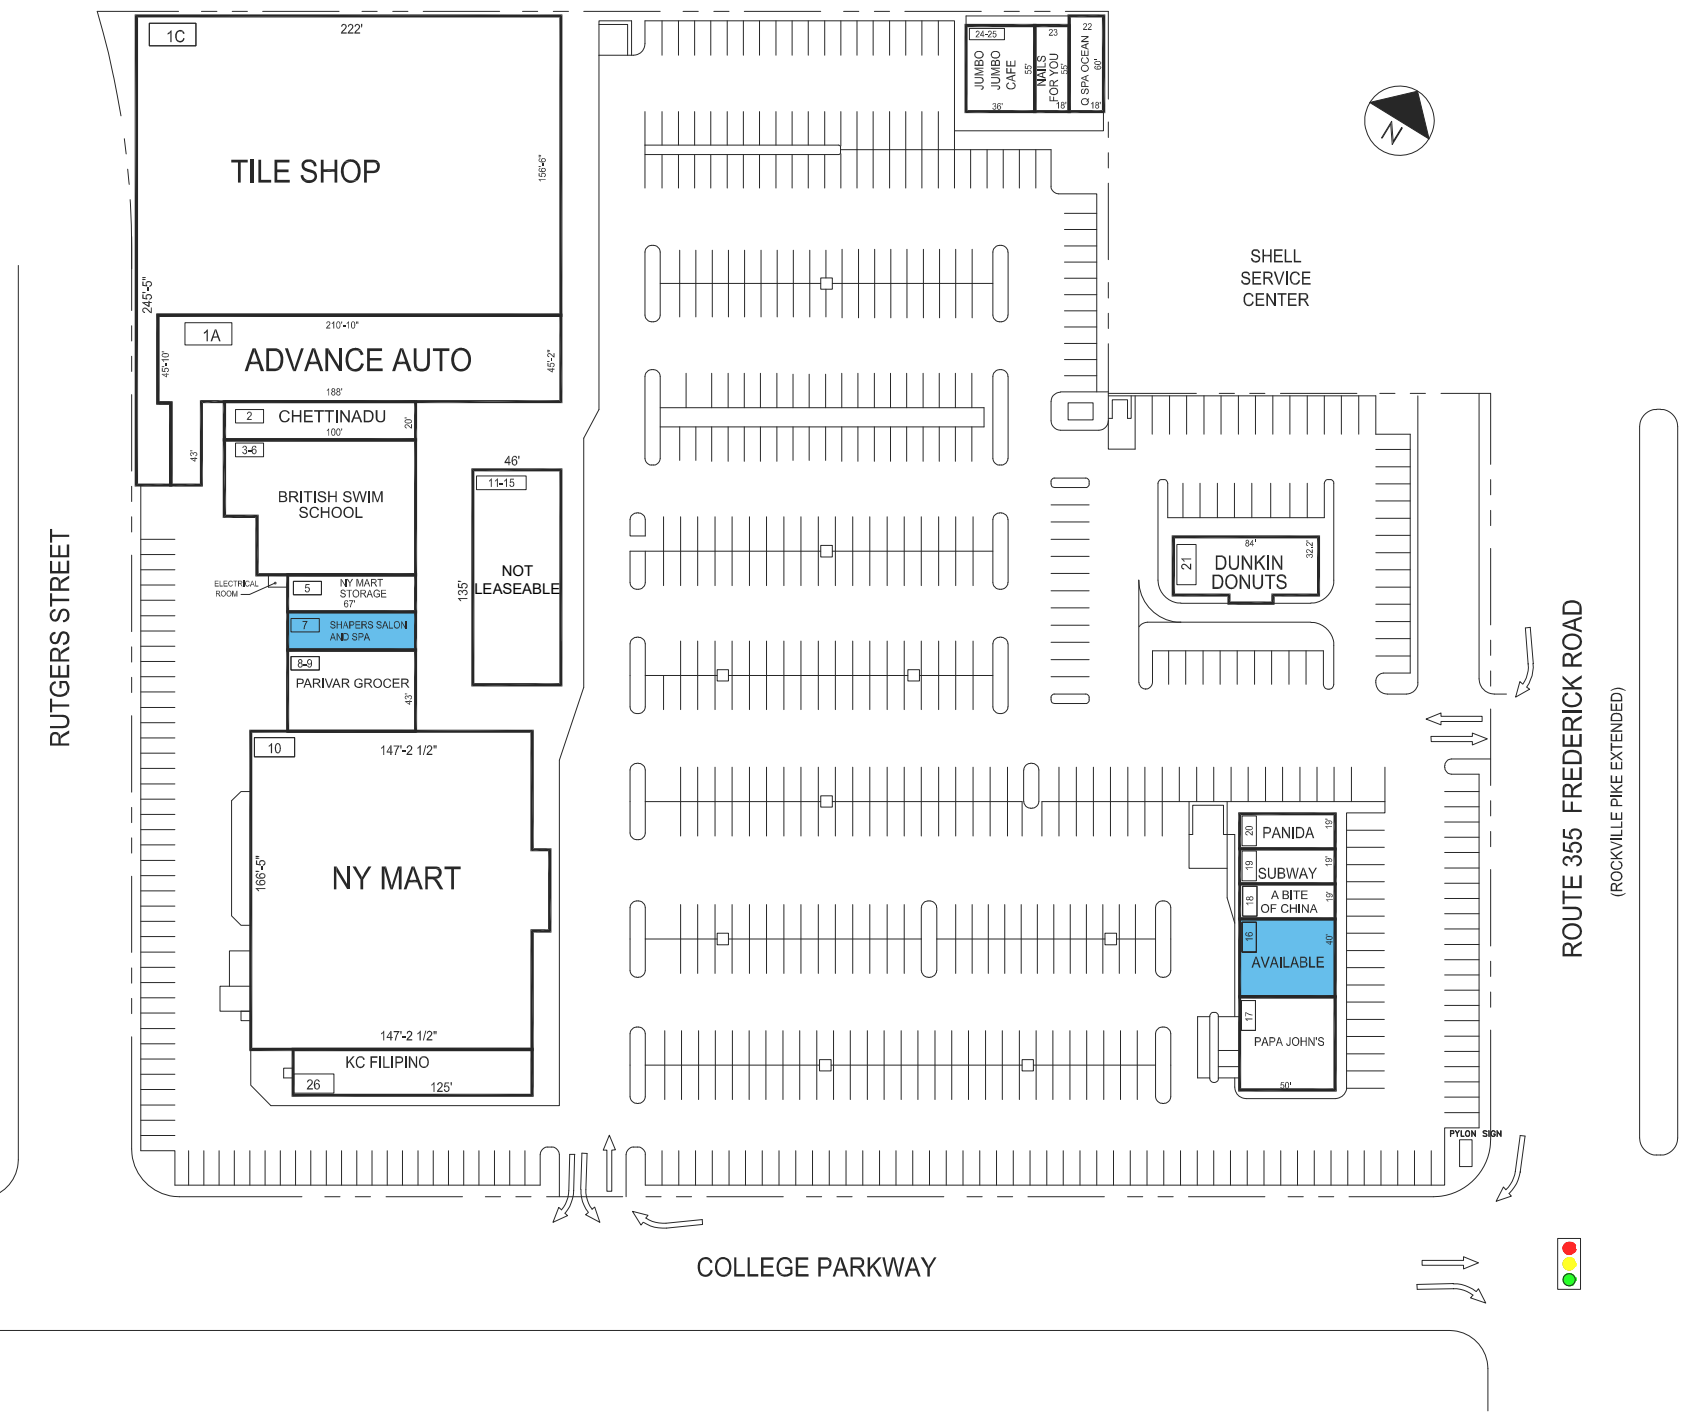 1C
222'
TILE SHOP
156'-6"
245'-5"
1A
210'-10"
ADVANCE AUTO
45'-10"
45'-2"
188'
43'
2
CHETTINADU
100'
20'
3-6
BRITISH SWIM
SCHOOL
ELECTRICAL
ROOM
5
NY MART
STORAGE
67'
7
SHAPERS SALON
AND SPA
8-9
PARIVAR GROCER
43'
46'
11-15
NOT
LEASEABLE
135'
10
147'-2 1/2"
NY MART
166'-5"
147'-2 1/2"
KC FILIPINO
26
125'
24-25
JUMBO
JUMBO
CAFE
55'
36'
23
NAILS
FOR YOU
55'
18'
22
Q SPA OCEAN
60'
18'
N
SHELL
SERVICE
CENTER
84'
32.2'
21
DUNKIN
DONUTS
20
PANIDA
19'
19
SUBWAY
19'
18
A BITE
OF CHINA
19'
16
40'
AVAILABLE
17
PAPA JOHN'S
50'
PYLON SIGN
RUTGERS STREET
ROUTE 355 FREDERICK ROAD
(ROCKVILLE PIKE EXTENDED)
COLLEGE PARKWAY